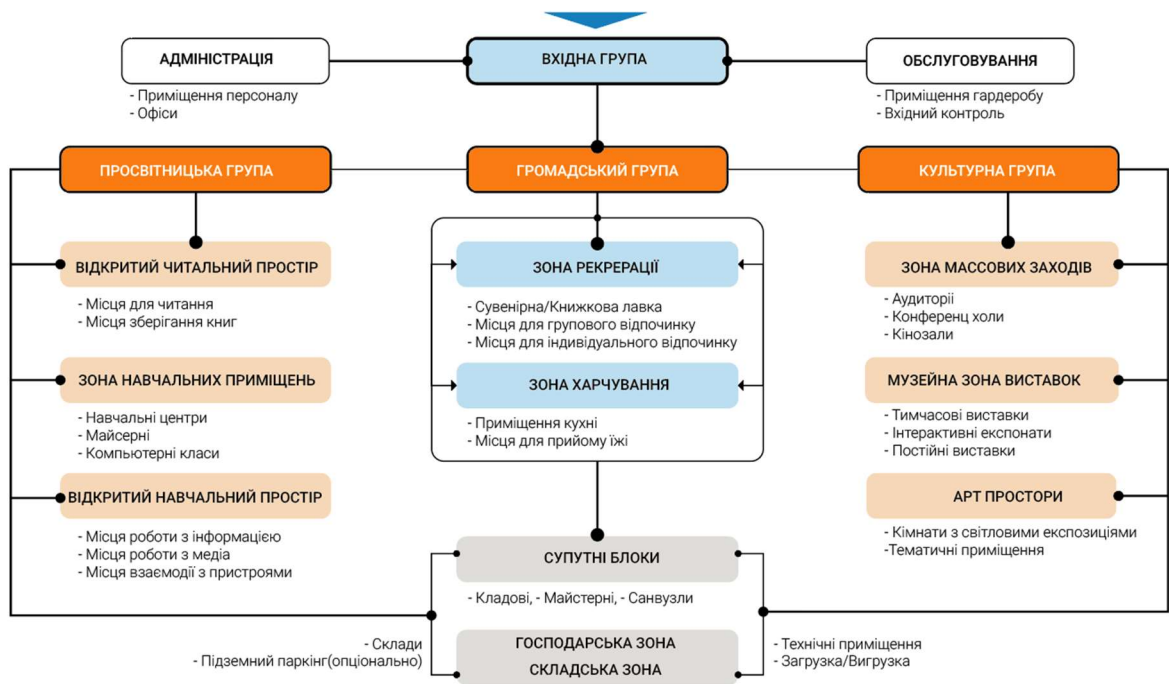 АДМІНІСТРАЦІЯ
- Приміщення персоналу
- Офіси
ВХІДНА ГРУПА
ОБСЛУГОВУВАННЯ
- Приміщення гардеробу
- Вхідний контроль
ПРОСВІТНИЦЬКА ГРУПА
ГРОМАДСЬКИЙ ГРУПА
КУЛЬТУРНА ГРУПА
ВІДКРИТИЙ ЧИТАЛЬНИЙ ПРОСТІР
- Місця для читання
- Місця зберігання книг
ЗОНА НАВЧАЛЬНИХ ПРИМІЩЕНЬ
- Навчальні центри
- Майсерні
- Компьютерні класи
ВІДКРИТИЙ НАВЧАЛЬНИЙ ПРОСТІР
- Місця роботи з інформацією
- Місця роботи з медіа
- Місця взаємодії з пристроями
ЗОНА РЕКРЕРАЦІЇ
- Сувенірна/Книжкова лавка
- Місця для групового відпочинку
- Місця для індивідуального відпочинку
ЗОНА ХАРЧУВАННЯ
- Приміщення кухні
- Місця для прийому їжі
ЗОНА МАССОВИХ ЗАХОДІВ
- Аудиторії
- Конференц холи
- Кінозали
МУЗЕЙНА ЗОНА ВИСТАВОК
- Тимчасові виставки
- Інтерактивні експонати
- Постійні виставки
АРТ ПРОСТОРИ
- Кімнати з світловими експозиціями
-Тематичні приміщення
СУПУТНІ БЛОКИ
- Кладові, - Майстерні, - Санвузли
ГОСПОДАРСЬКА ЗОНА
СКЛАДСЬКА ЗОНА
- Склади
- Підземний паркінг(опціонально)
- Технічні приміщення
- Загрузка/Вигрузка